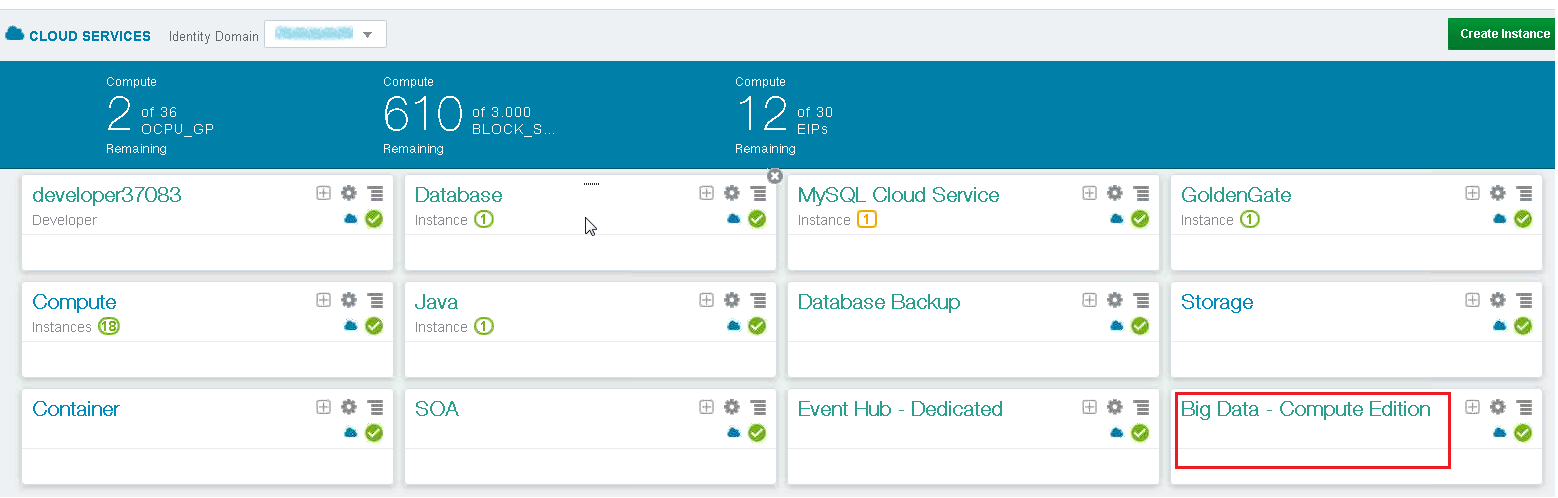 CLOUD SERVICES Identity Domain Create Instance
Compute Compute Compute
2 of 36 OCPU_GP 610 of 3.000 BLOCK_S... 12 of 30 EIPs
Remaining Remaining Remaining
developer37083 Database MySQL Cloud Service GoldenGate
Developer Instance 1 Instance 1 Instance 1
Compute Java Database Backup Storage
Instances 18 Instance 1
Container SOA Event Hub - Dedicated Big Data - Compute Edition